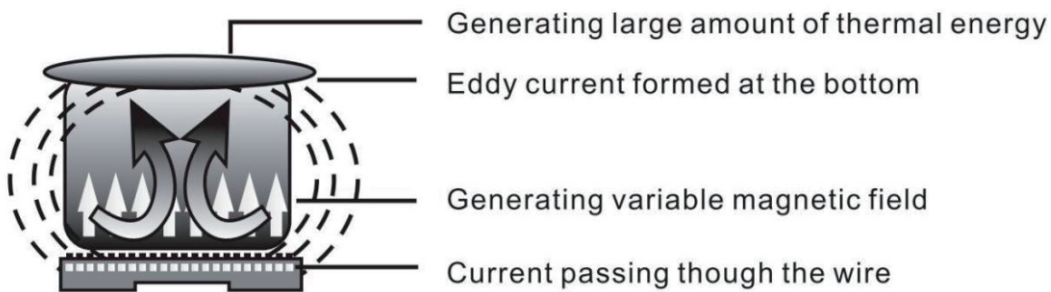 Generating large amount of thermal energy
Eddy current formed at the bottom
Generating variable magnetic field
Current passing though the wire